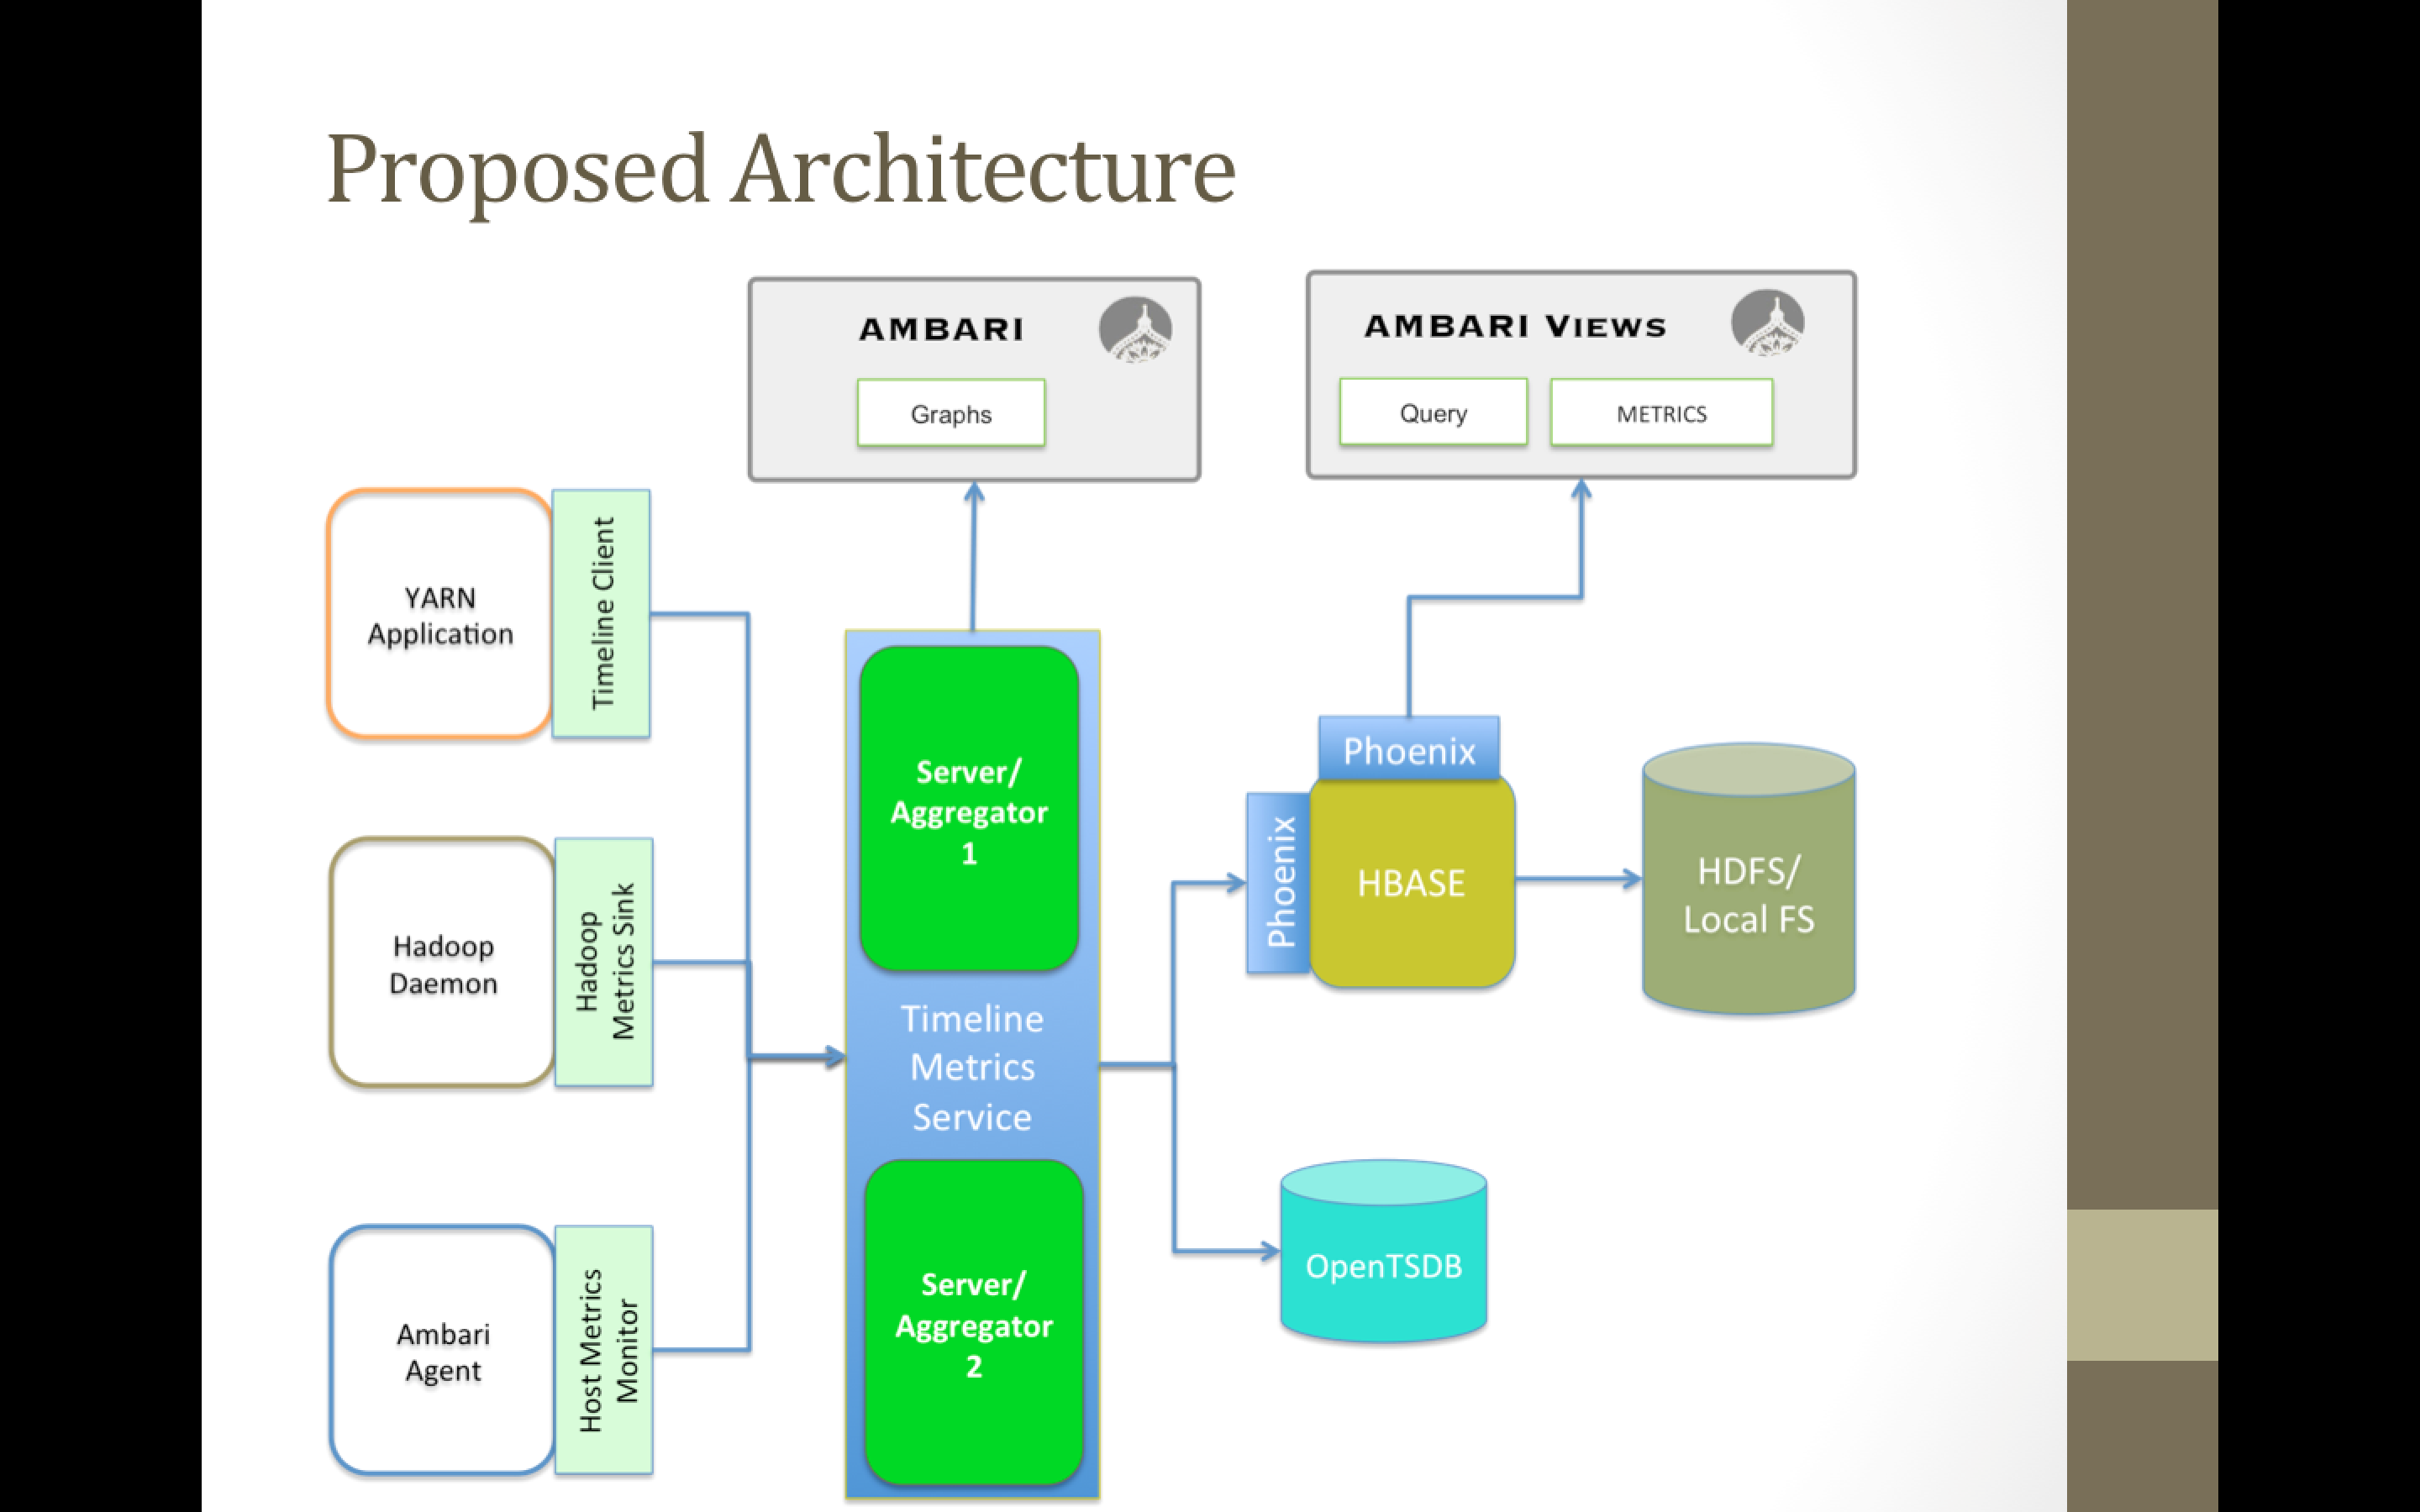 Proposed Architecture
AMBARI
Graphs
AMBARI VIEWS
Query
METRICS
YARN
Application
Timeline Client
Hadoop
Daemon
Hadoop
Metrics Sink
Ambari
Agent
Host Metrics
Monitor
Server/
Aggregator
1
Timeline
Metrics
Service
Server/
Aggregator
2
Phoenix
Phoenix
HBASE
HDFS/
Local FS
OpenTSDB